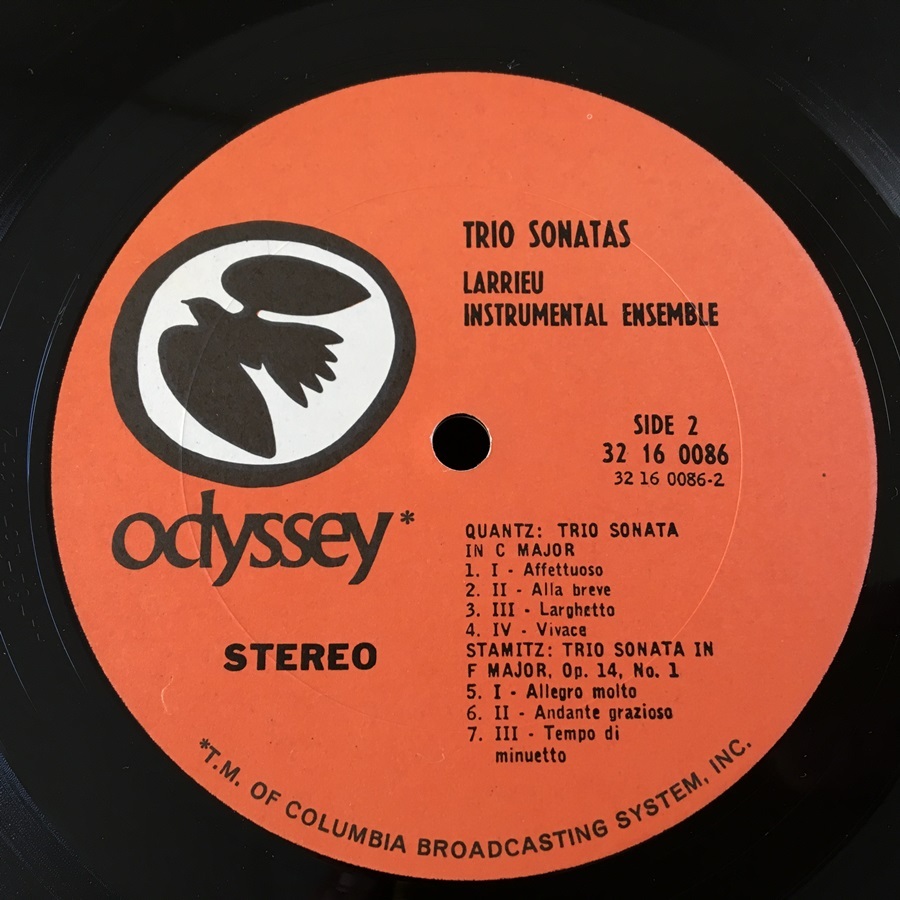 TRIO SONATAS
LARRIEU
INSTRUMENTAL ENSEMBLE
SIDE 2
32 16 0086
32 16 0086-2
odyssey*
STEREO
QUANTZ: TRIO SONATA
IN C MAJOR
1. I - Affettuoso
2. II - Alla breve
3. III - Larghetto
4. IV - Vivace
STAMITZ: TRIO SONATA IN
F MAJOR, Op. 14, No. 1
5. I - Allegro molto
6. II - Andante grazioso
7. III - Tempo di
minuetto
*T.M. OF COLUMBIA BROADCASTING SYSTEM, INC.